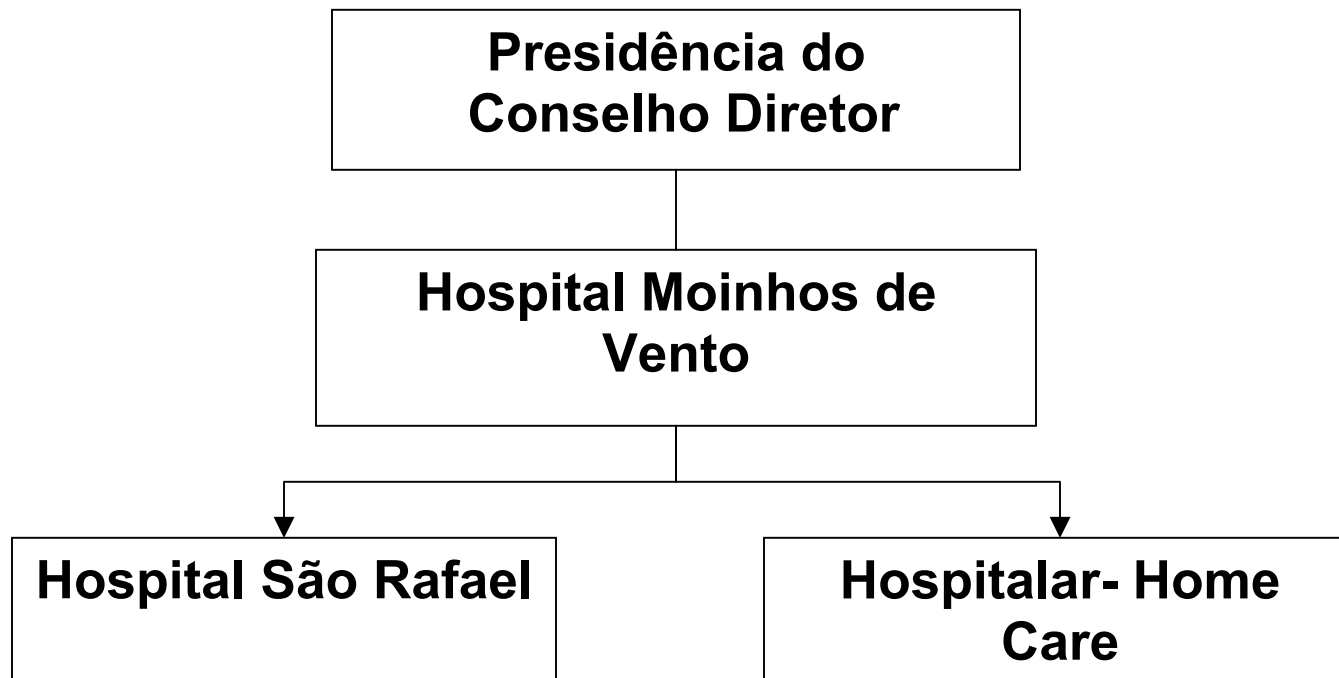 Presidência do
Conselho Diretor
Hospital Moinhos de
Vento
Hospital São Rafael
Hospitalar- Home
Care